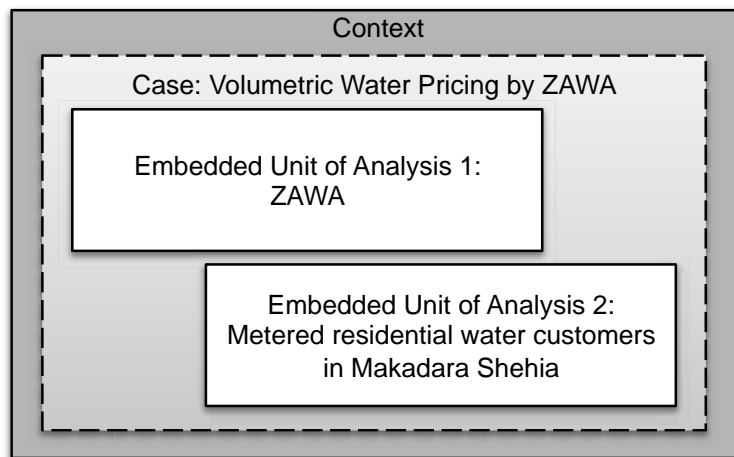 Context
Case: Volumetric Water Pricing by ZAWA
Embedded Unit of Analysis 1:
ZAWA
Embedded Unit of Analysis 2:
Metered residential water customers
in Makadara Shehia